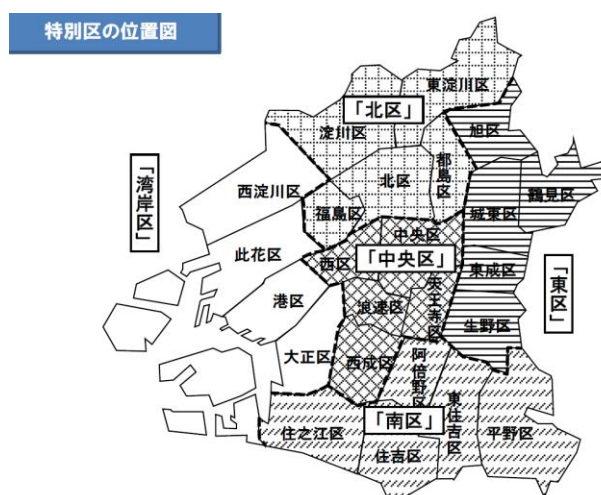 特別区の位置図
東淀川区
「北区」
淀川区
旭区
都島区
北区
西淀川区
鶴見区
「湾岸区」
福島区
城東区
中央区
此花区
西区
「中央区」
東成区
天王寺区
「東区」
港区
浪速区
生野区
大正区
西成区
阿倍野区
東住吉区
「南区」
住之江区
平野区
住吉区